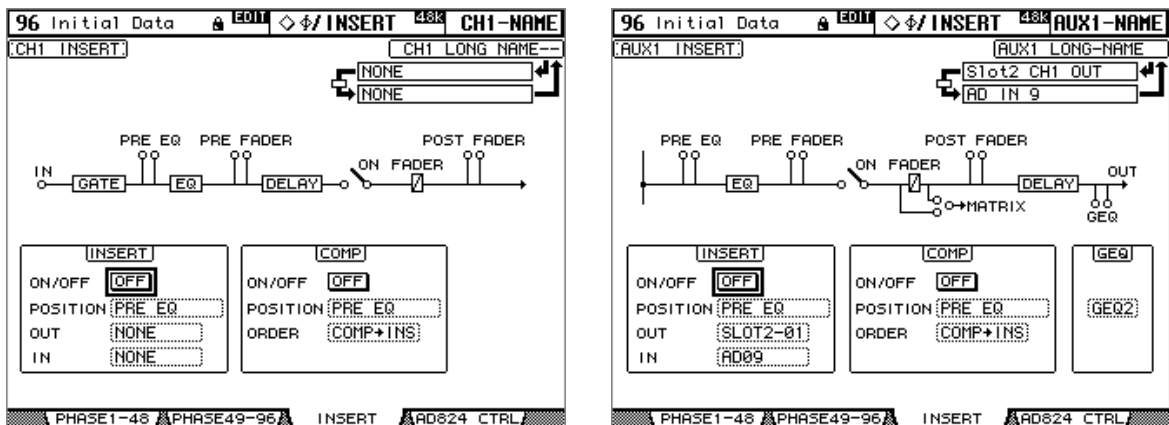 96 Initial Data EDIT ◇ϕ/INSERT 48K CH1-NAME
CH1 INSERT
CH1 LONG NAME--
NONE
NONE
PRE EQ PRE FADER POST FADER
IN ON FADER
GATE EQ DELAY
INSERT
ON/OFF OFF
POSITION PRE EQ
OUT NONE
IN NONE
COMP
ON/OFF OFF
POSITION PRE EQ
ORDER COMP→INS
PHASE1-48 PHASE49-96 INSERT AD824 CTRL
96 Initial Data EDIT ◇ϕ/INSERT 48K AUX1-NAME
AUX1 INSERT
AUX1 LONG-NAME
Slot2 CH1 OUT
AD IN 9
PRE EQ PRE FADER POST FADER
ON FADER OUT
EQ DELAY
→MATRIX
GEQ
INSERT
ON/OFF OFF
POSITION PRE EQ
OUT SLOT2-01
IN AD09
COMP
ON/OFF OFF
POSITION PRE EQ
ORDER COMP→INS
GEQ
GEQ2
PHASE1-48 PHASE49-96 INSERT AD824 CTRL